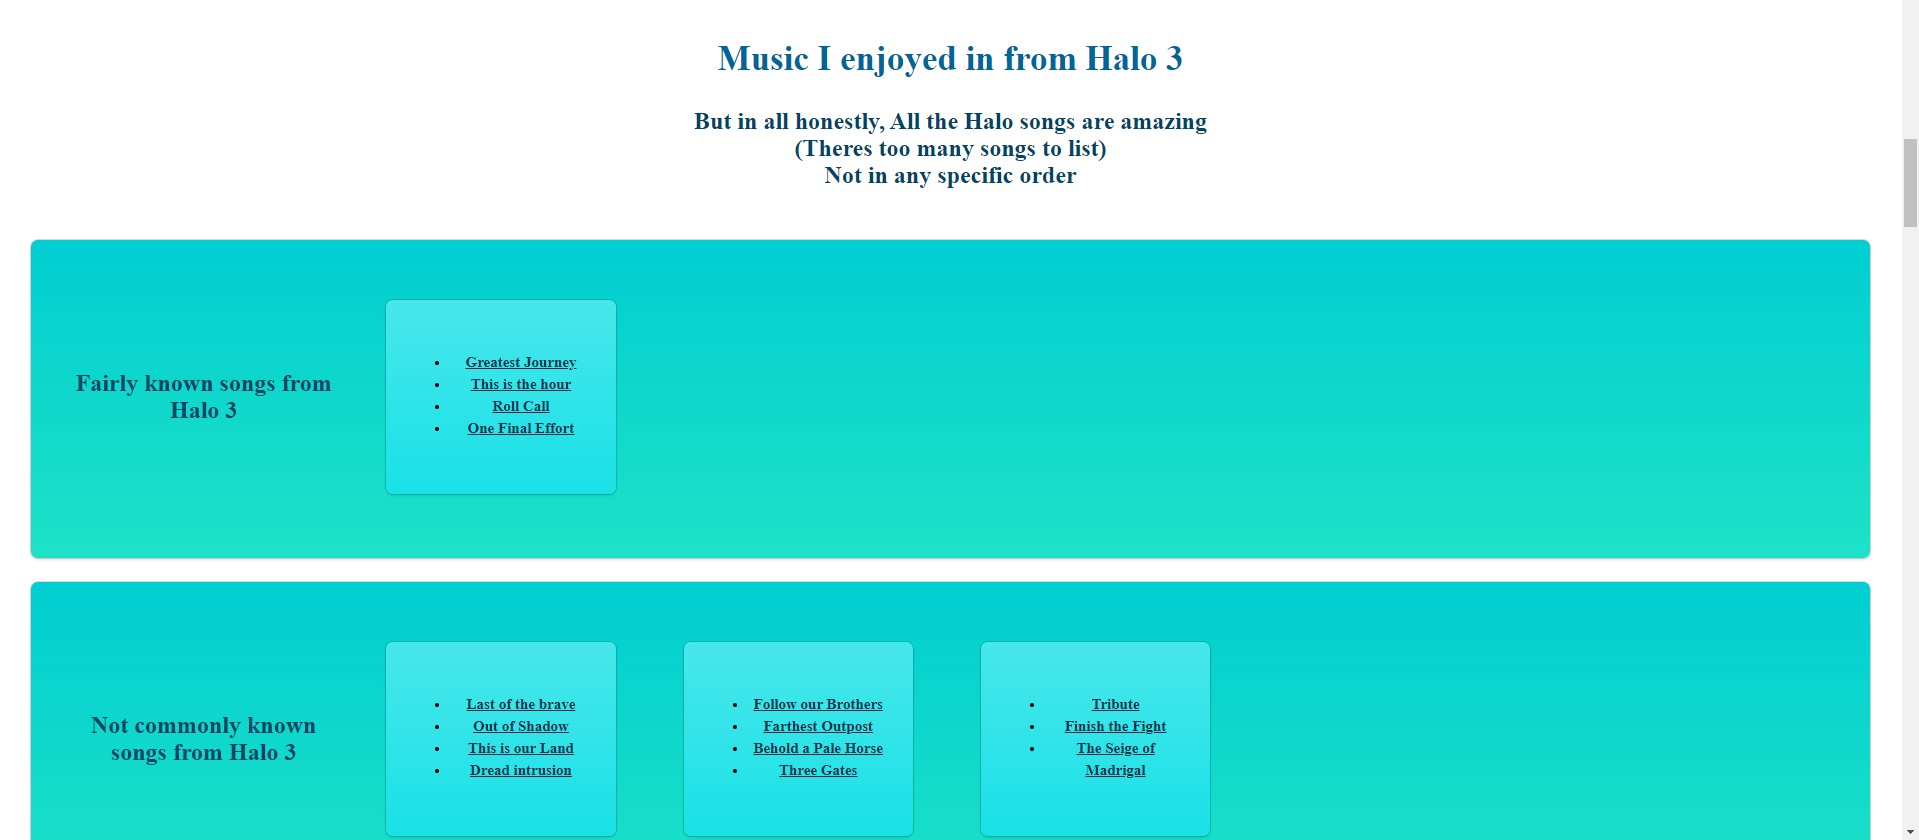 Music I enjoyed in from Halo 3
But in all honestly, All the Halo songs are amazing
(Theres too many songs to list)
Not in any specific order
Fairly known songs from
Halo 3
Greatest Journey
This is the hour
Roll Call
One Final Effort
Not commonly known
songs from Halo 3
Last of the brave
Out of Shadow
This is our Land
Dread intrusion
Follow our Brothers
Farthest Outpost
Behold a Pale Horse
Three Gates
Tribute
Finish the Fight
The Seige of
Madrigal